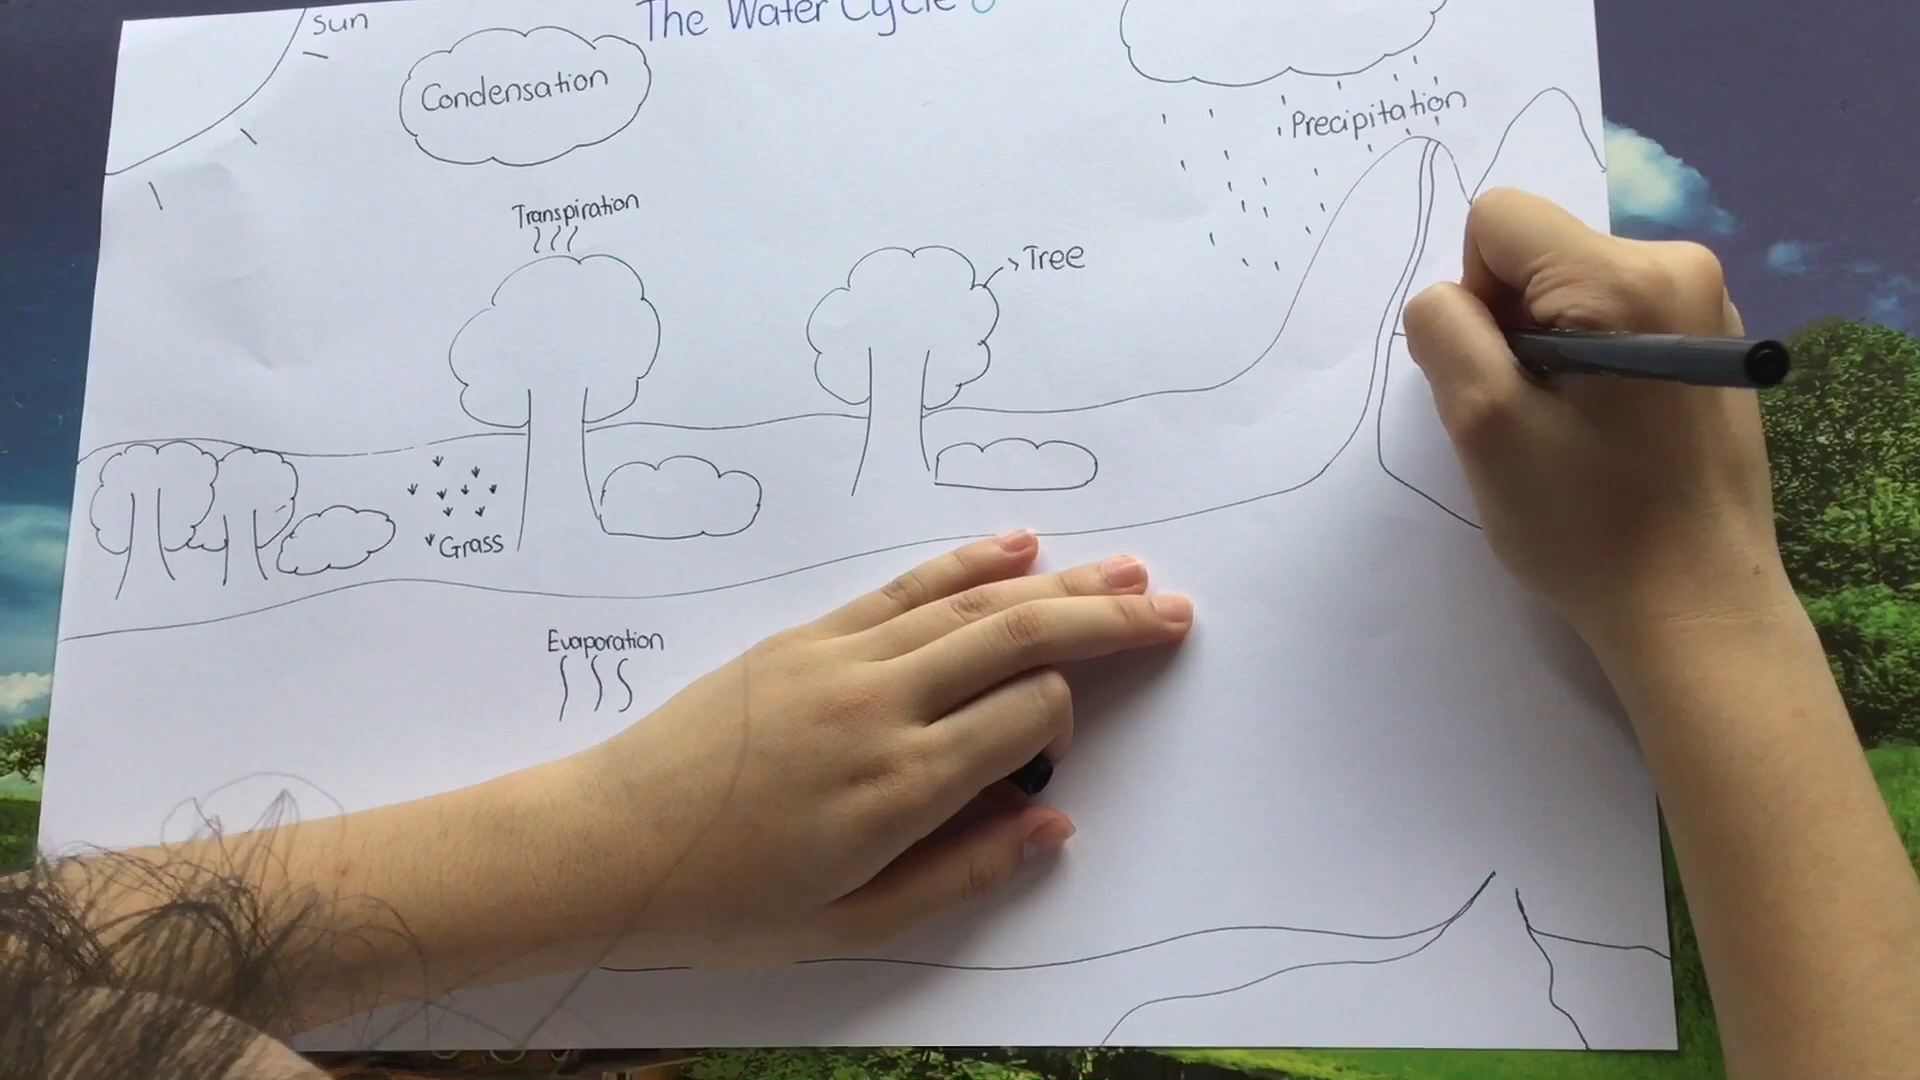 The Water Cycle
Sun
Condensation
Precipitation
Transpiration
Tree
Grass
Evaporation